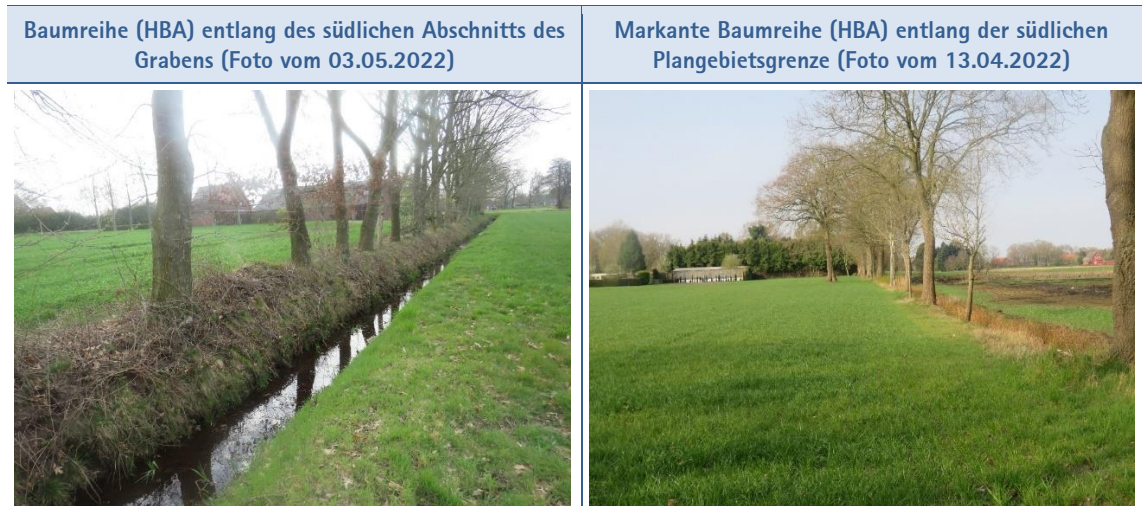 Baumreihe (HBA) entlang des südlichen Abschnitts des
Grabens (Foto vom 03.05.2022)
Markante Baumreihe (HBA) entlang der südlichen
Plangebietsgrenze (Foto vom 13.04.2022)